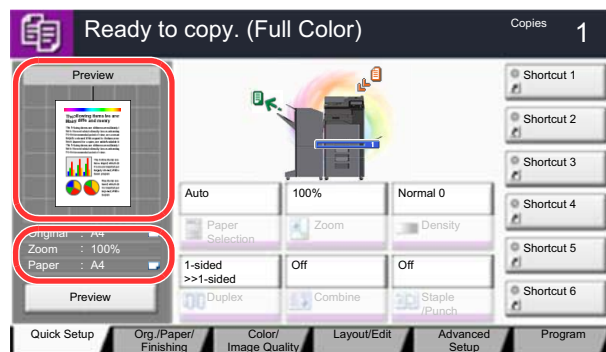 Ready to copy. (Full Color)
Copies 1
Preview
Original : A4
Zoom : 100%
Paper : A4
Preview
1
Auto
Paper
Selection
100%
Zoom
Normal 0
Density
1-sided
>>1-sided
Duplex
Off
Combine
Off
Staple
/Punch
Shortcut 1
Shortcut 2
Shortcut 3
Shortcut 4
Shortcut 5
Shortcut 6
Quick Setup
Org./Paper/
Finishing
Color/
Image Quality
Layout/Edit
Advanced
Setup
Program